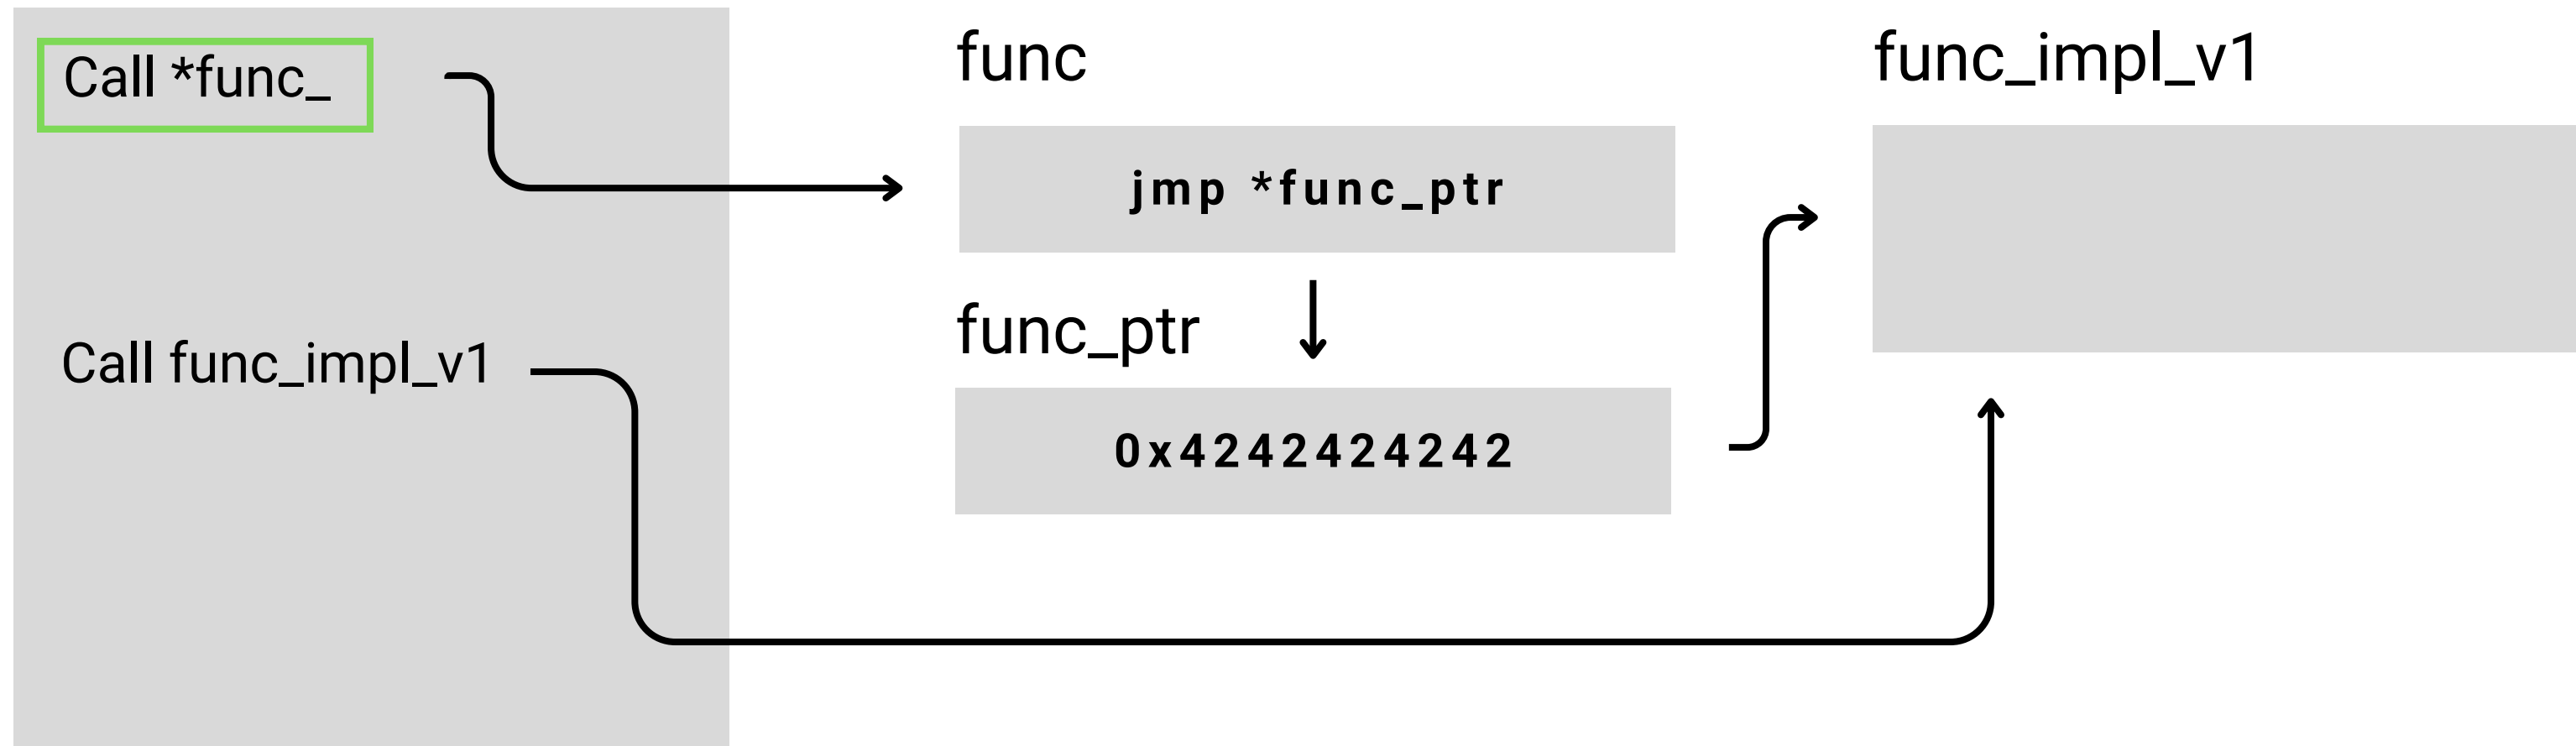 Call *func_
Call func_impl_v1
func
jmp *func_ptr
func_ptr
0x4242424242
func_impl_v1